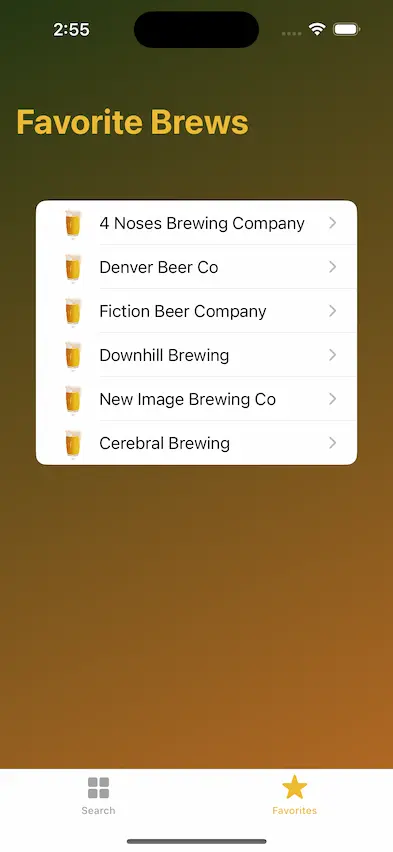 2:55
Favorite Brews
4 Noses Brewing Company
Denver Beer Co
Fiction Beer Company
Downhill Brewing
New Image Brewing Co
Cerebral Brewing
Search
Favorites